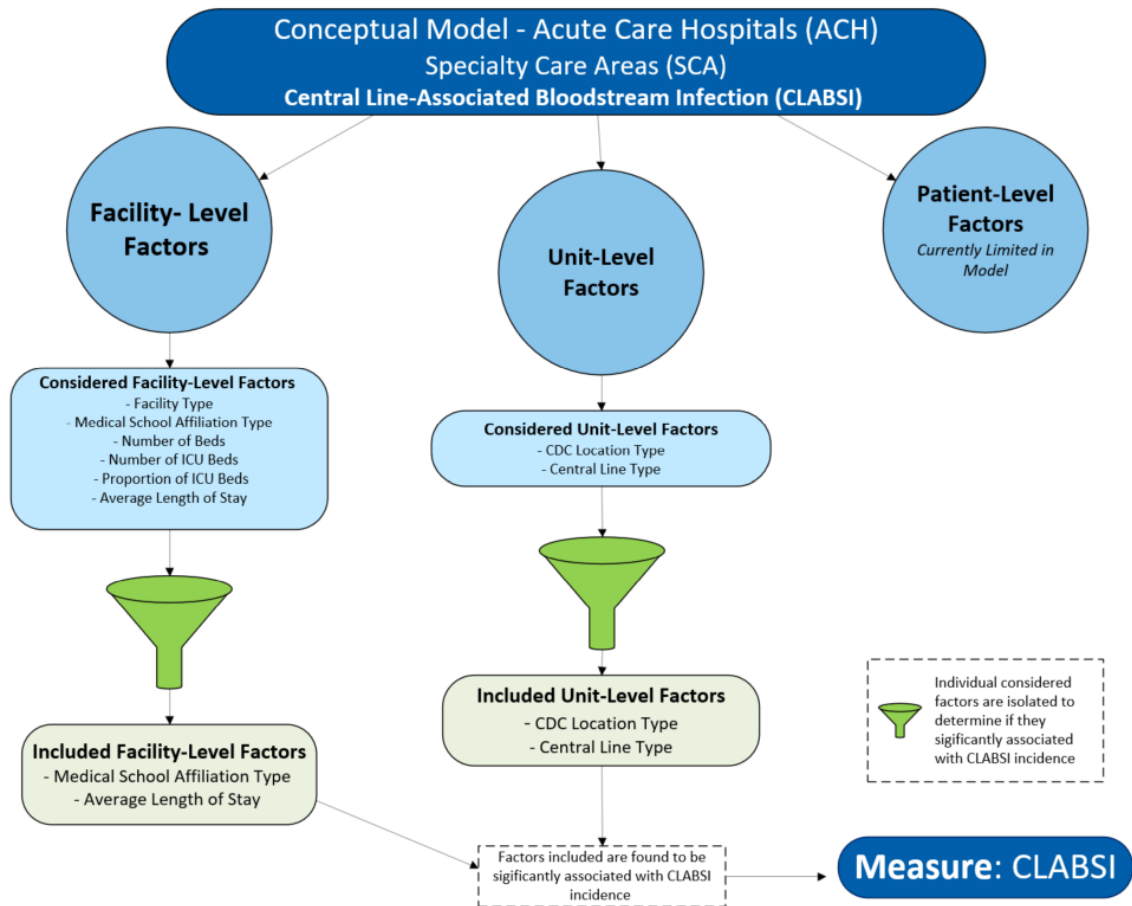 Conceptual Model - Acute Care Hospitals (ACH)
Specialty Care Areas (SCA)
Central Line-Associated Bloodstream Infection (CLABSI)
Facility- Level
Factors
Unit-Level
Factors
Patient-Level
Factors
Currently Limited in
Model
Considered Facility-Level Factors
- Facility Type
- Medical School Affiliation Type
- Number of Beds
- Number of ICU Beds
- Proportion of ICU Beds
- Average Length of Stay
Considered Unit-Level Factors
- CDC Location Type
- Central Line Type
Included Facility-Level Factors
- Medical School Affiliation Type
- Average Length of Stay
Included Unit-Level Factors
- CDC Location Type
- Central Line Type
Individual considered
factors are isolated to
determine if they
sigificantly associated
with CLABSI incidence
Factors included are found to be
sigificantly associated with CLABSI
incidence
Measure: CLABSI